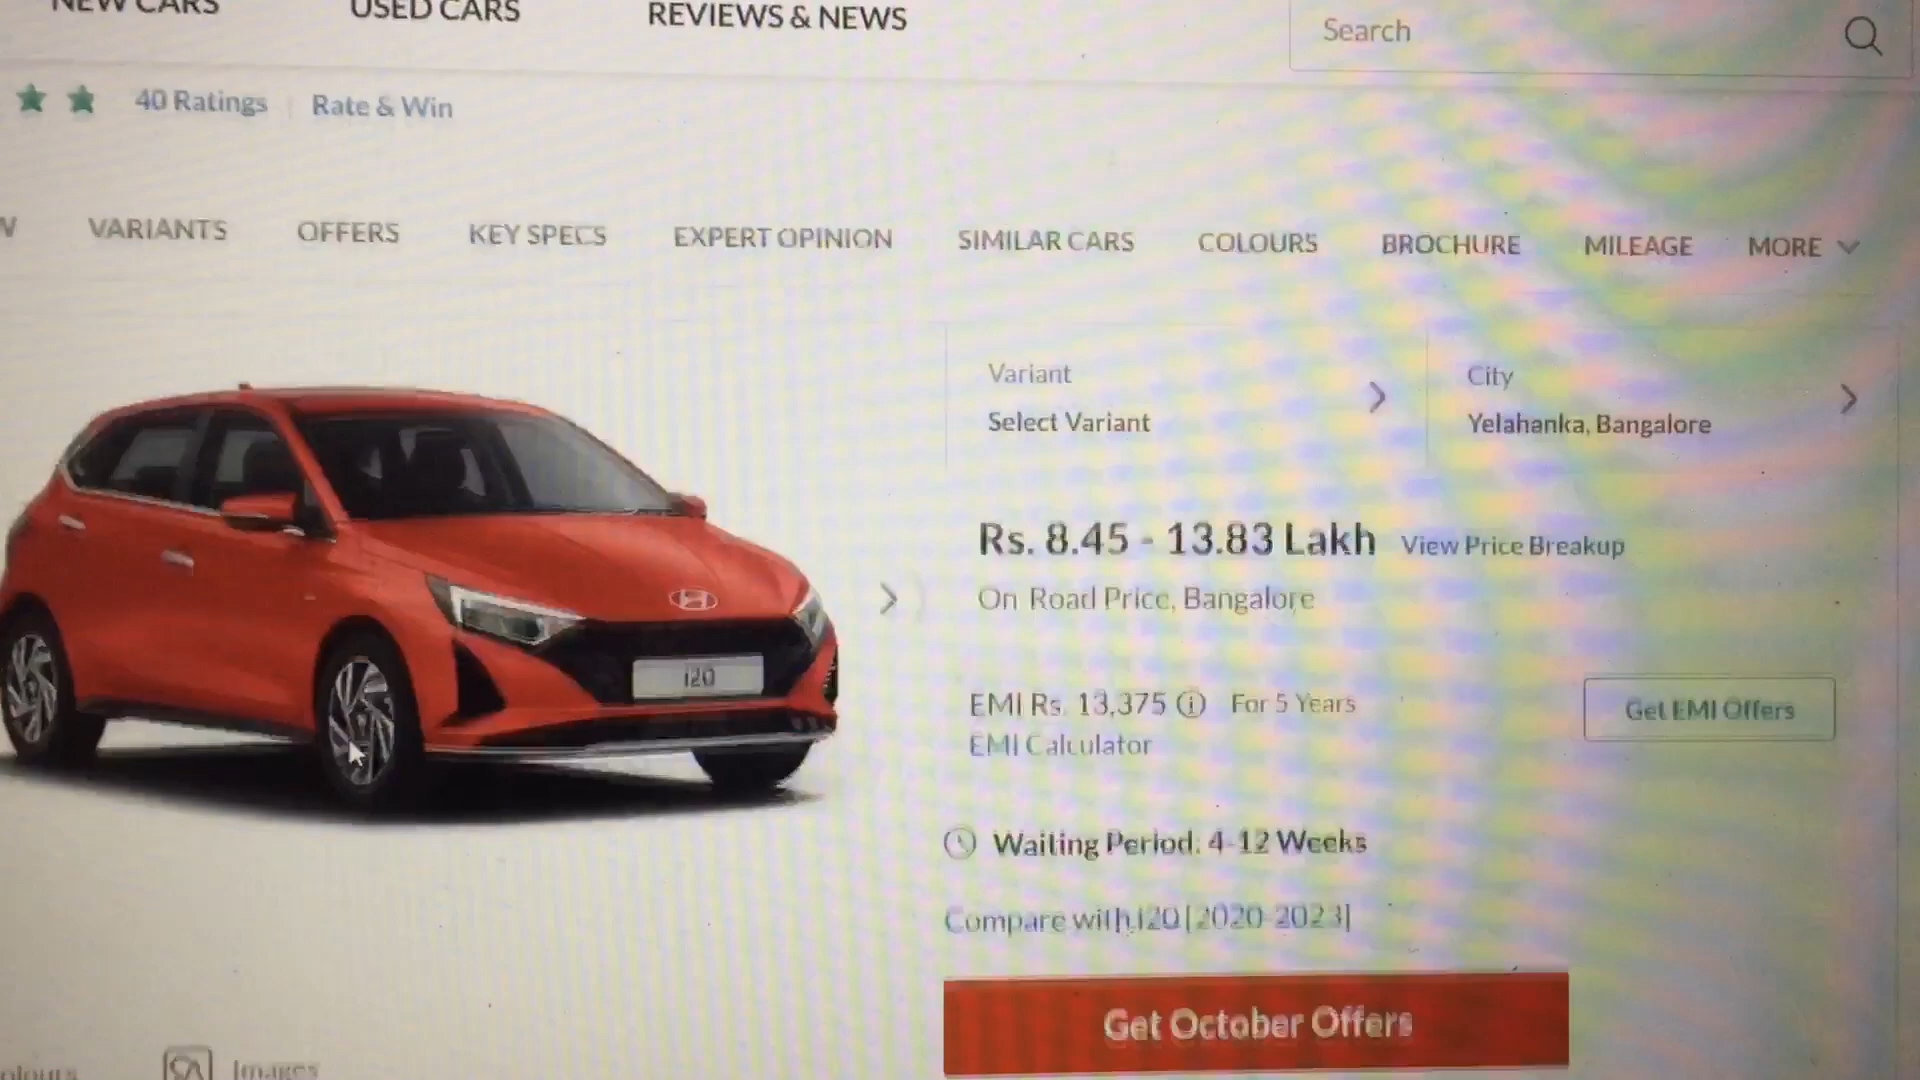 NEW CARS USED CARS REVIEWS & NEWS Search
40 Ratings Rate & Win
VARIANTS OFFERS KEY SPECS EXPERT OPINION SIMILAR CARS COLOURS BROCHURE MILEAGE MORE
Variant
Select Variant
City
Yelahanka, Bangalore
Rs. 8.45 - 13.83 Lakh View Price Breakup
On Road Price, Bangalore
i20
EMI Rs. 13,375 For 5 Years
EMI Calculator
Get EMI Offers
Waiting Period: 4-12 Weeks
Compare with i20 [2020-2023]
Get October Offers
Images